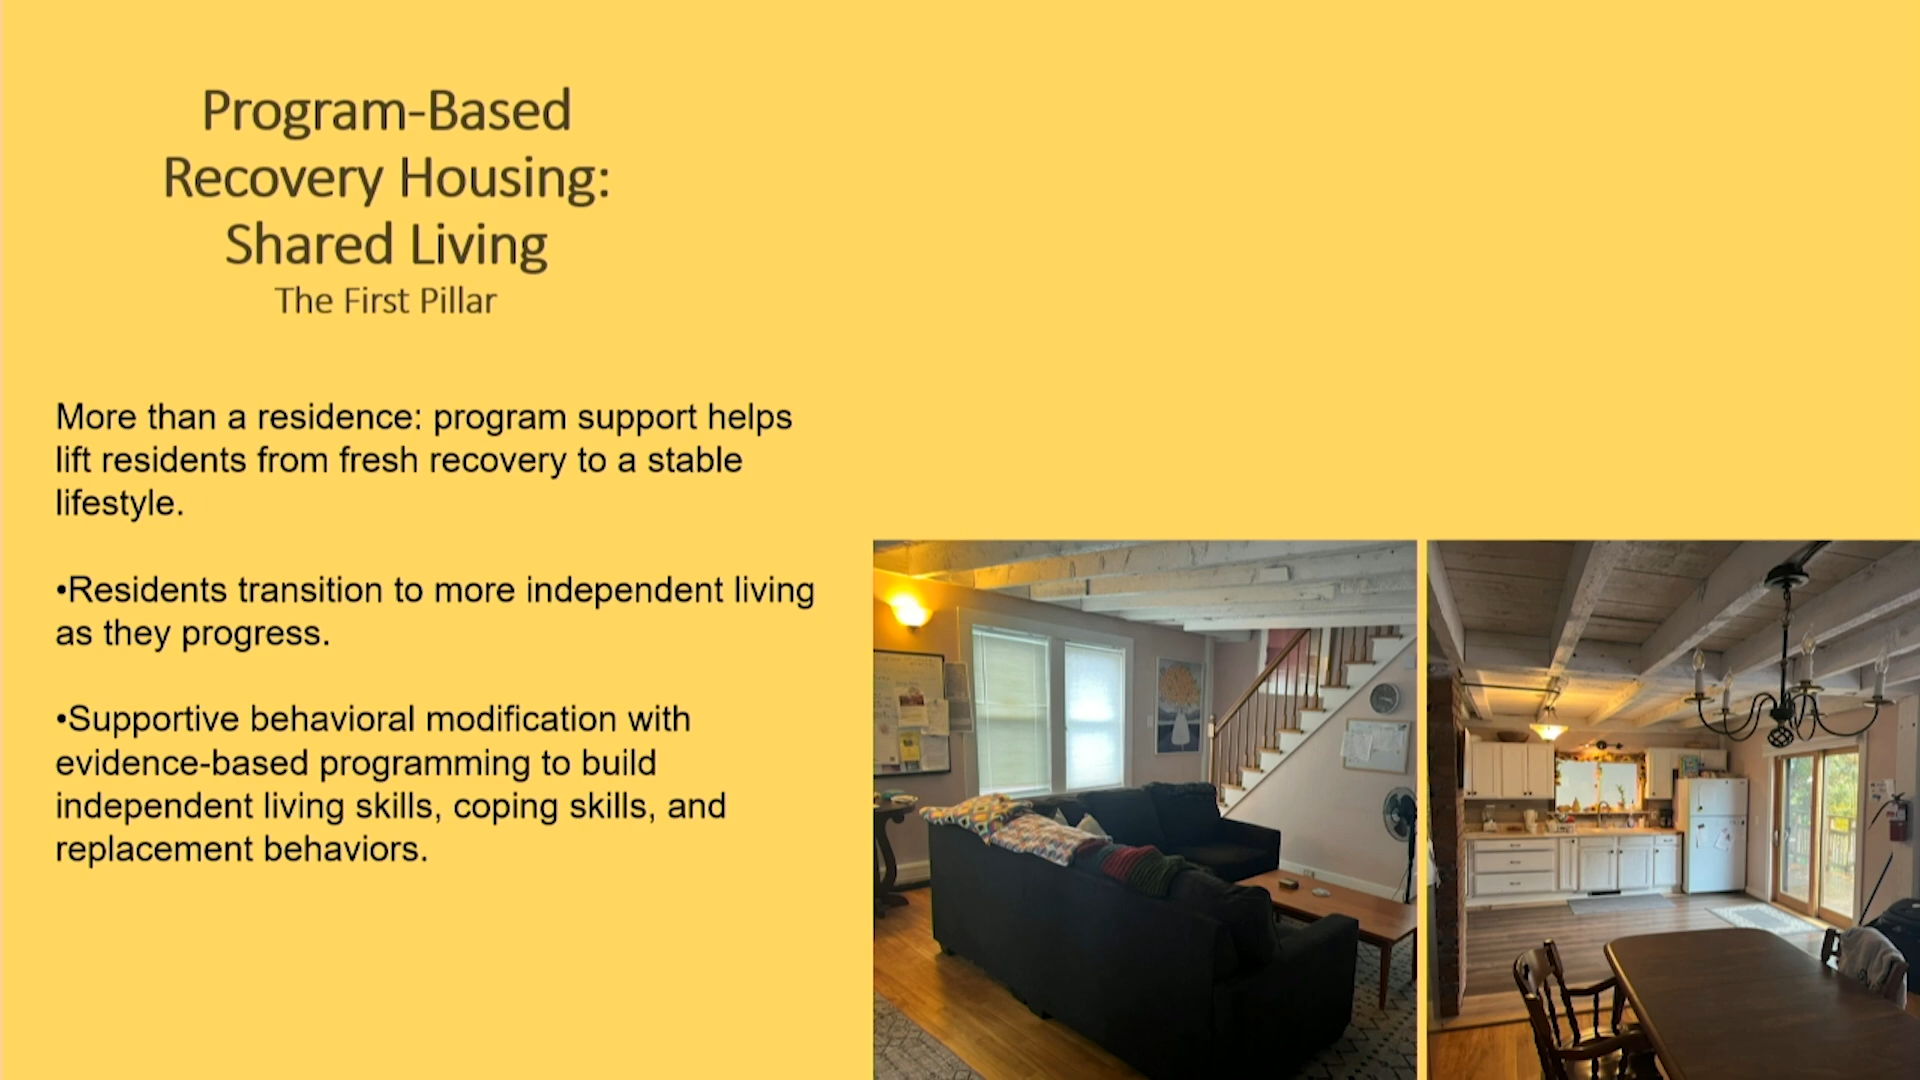 Program-Based
Recovery Housing:
Shared Living
The First Pillar
More than a residence: program support helps
lift residents from fresh recovery to a stable
lifestyle.
•Residents transition to more independent living
as they progress.
•Supportive behavioral modification with
evidence-based programming to build
independent living skills, coping skills, and
replacement behaviors.